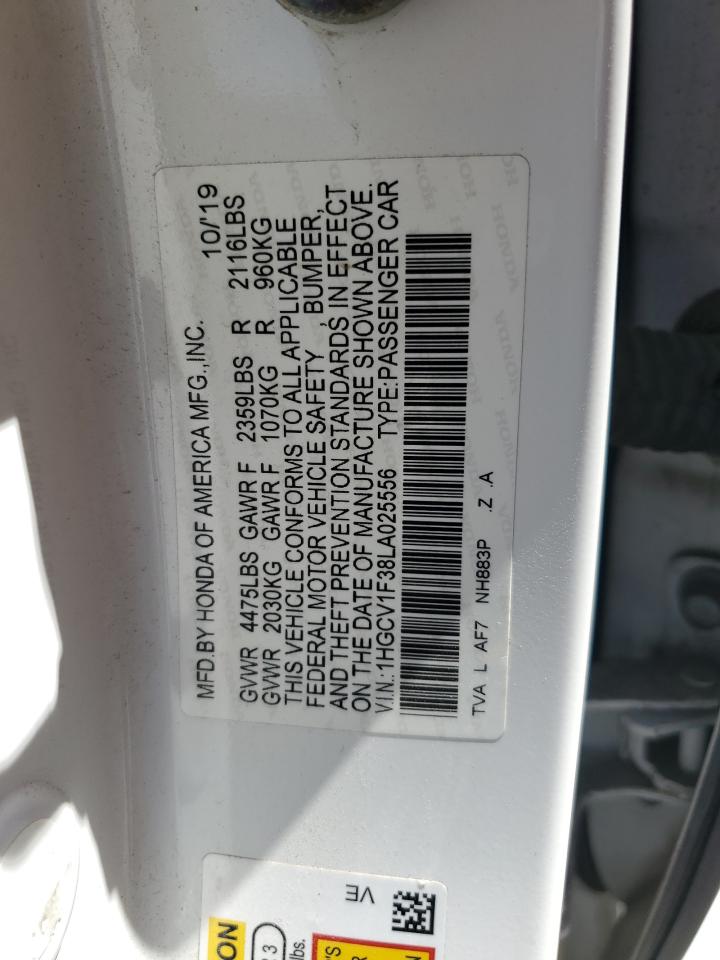 MFD.BY HONDA OF AMERICA MFG.,INC. 10/'19
GVWR 4475LBS GAWR F 2359LBS R 2116LBS
GVWR 2030KG GAWR F 1070KG R 960KG
THIS VEHICLE CONFORMS TO ALL APPLICABLE
FEDERAL MOTOR VEHICLE SAFETY , BUMPER,
AND THEFT PREVENTION STANDARDS IN EFFECT
ON THE DATE OF MANUFACTURE SHOWN ABOVE.
V.I.N.:1HGCV1F38LA025556 TYPE:PASSENGER CAR
TVA L AF7 NH883P .Z .A
VE
3
lbs.